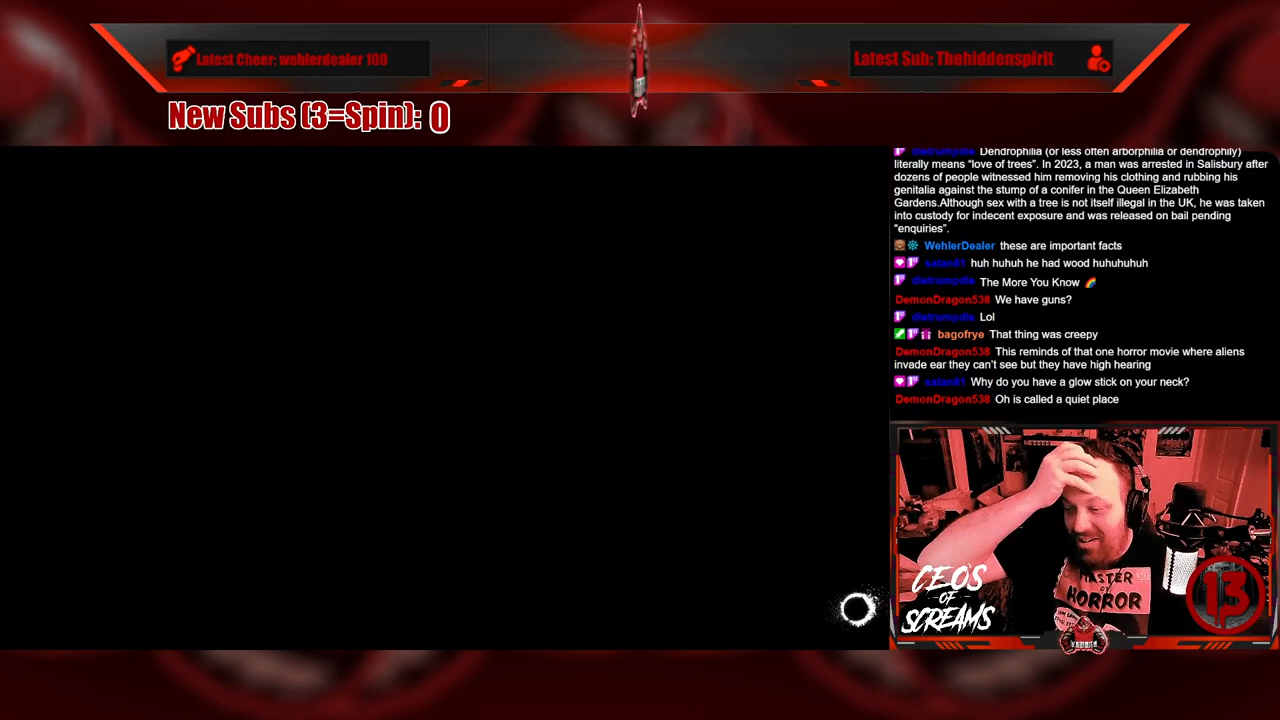 Latest Cheer: wehlerdealer 100
Latest Sub: Thehiddenspirit
New Subs (3=Spin): 0
dietrumpdie Dendrophilia (or less often arborphilia or dendrophily)
literally means "love of trees". In 2023, a man was arrested in Salisbury after
dozens of people witnessed him removing his clothing and rubbing his
genitalia against the stump of a conifer in the Queen Elizabeth
Gardens.Although sex with a tree is not itself illegal in the UK, he was taken
into custody for indecent exposure and was released on bail pending
"enquiries".
WehlerDealer these are important facts
satan81 huh huhuh he had wood huhuhuhuh
dietrumpdie The More You Know
DemonDragon538 We have guns?
dietrumpdie Lol
bagofrye That thing was creepy
DemonDragon538 This reminds of that one horror movie where aliens
invade ear they can't see but they have high hearing
satan81 Why do you have a glow stick on your neck?
DemonDragon538 Oh is called a quiet place
CEO'S
OF
SCREAMS
MASTER
OF
HORROR
13